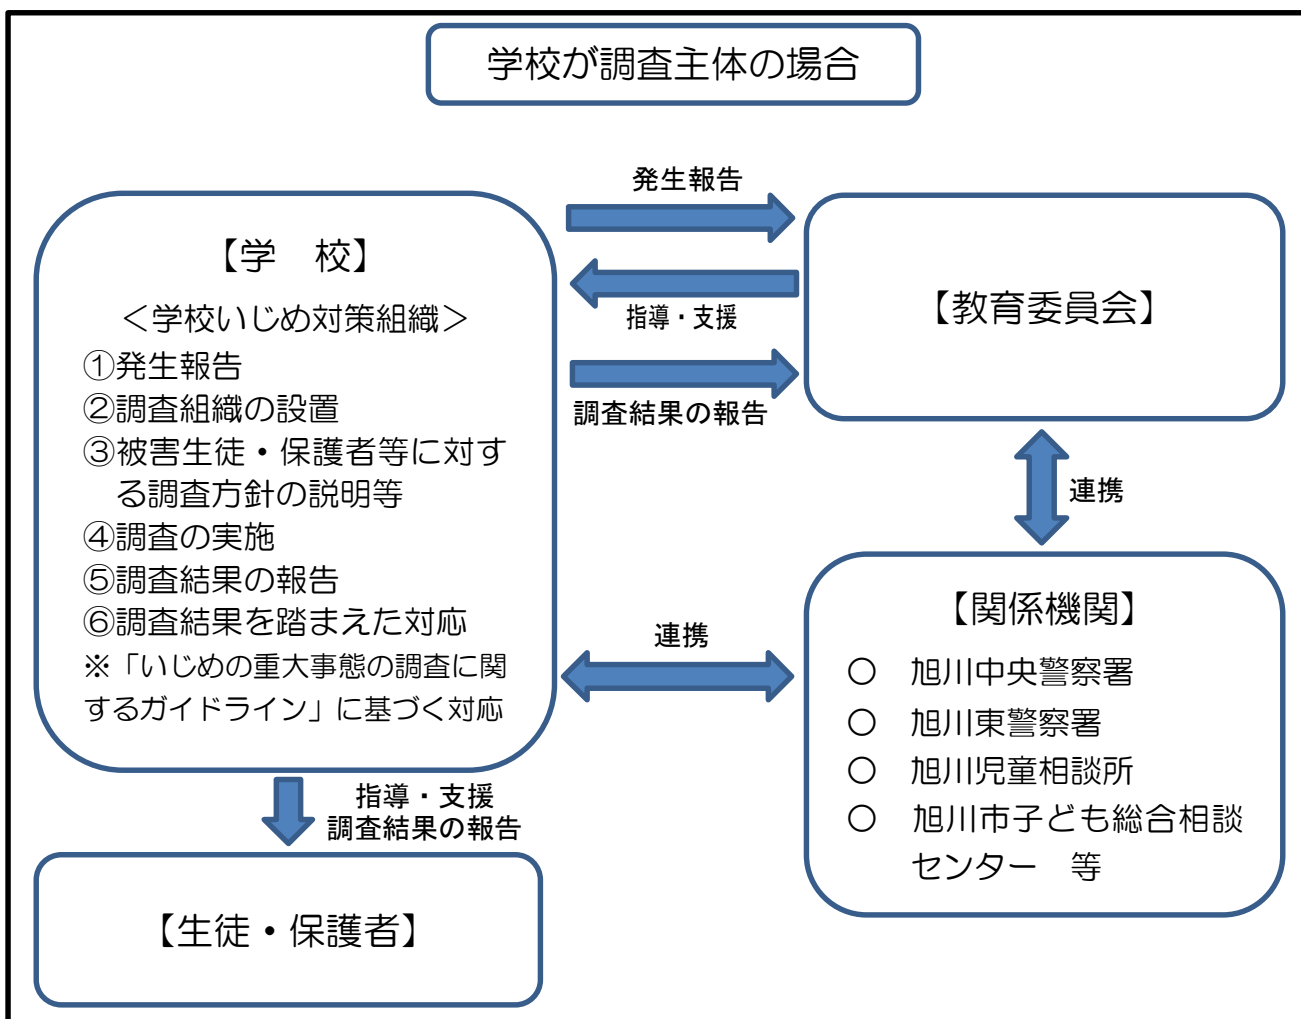 学校が調査主体の場合
【学　校】
＜学校いじめ対策組織＞
①発生報告
②調査組織の設置
③被害生徒・保護者等に対す
る調査方針の説明等
④調査の実施
⑤調査結果の報告
⑥調査結果を踏まえた対応
※「いじめの重大事態の調査に関
するガイドライン」に基づく対応
発生報告
指導・支援
調査結果の報告
【教育委員会】
連携
連携
【関係機関】
○　旭川中央警察署
○　旭川東警察署
○　旭川児童相談所
○　旭川市子ども総合相談
センター　等
指導・支援
調査結果の報告
【生徒・保護者】